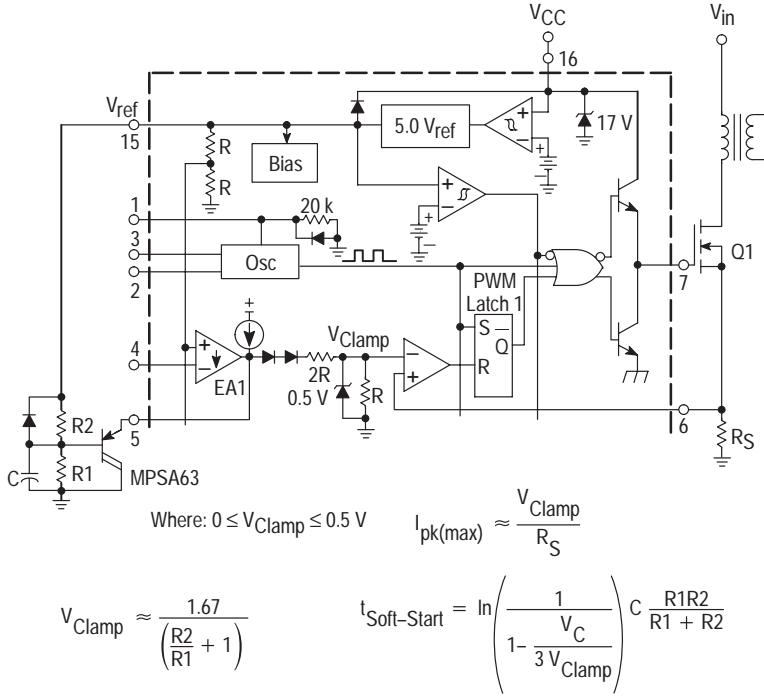 VCC
Vin
16
Vref
15
R
R
Bias
5.0 Vref
+
–
+
–
17 V
+
–
+
–
1
20 k
3
Osc
2
7
Q1
PWM
Latch 1
S
Q
R
+
VClamp
–
+
4
+
–
EA1
2R
0.5 V
R
R2
5
6
RS
C
R1
MPSA63
Where: 0 ≤ VClamp ≤ 0.5 V
Ipk(max) ≈ VClamp / RS
VClamp ≈ 1.67 / (R2/R1 + 1)
tSoft–Start = In(1 / (1– VC / 3 VClamp)) C R1R2 / R1 + R2